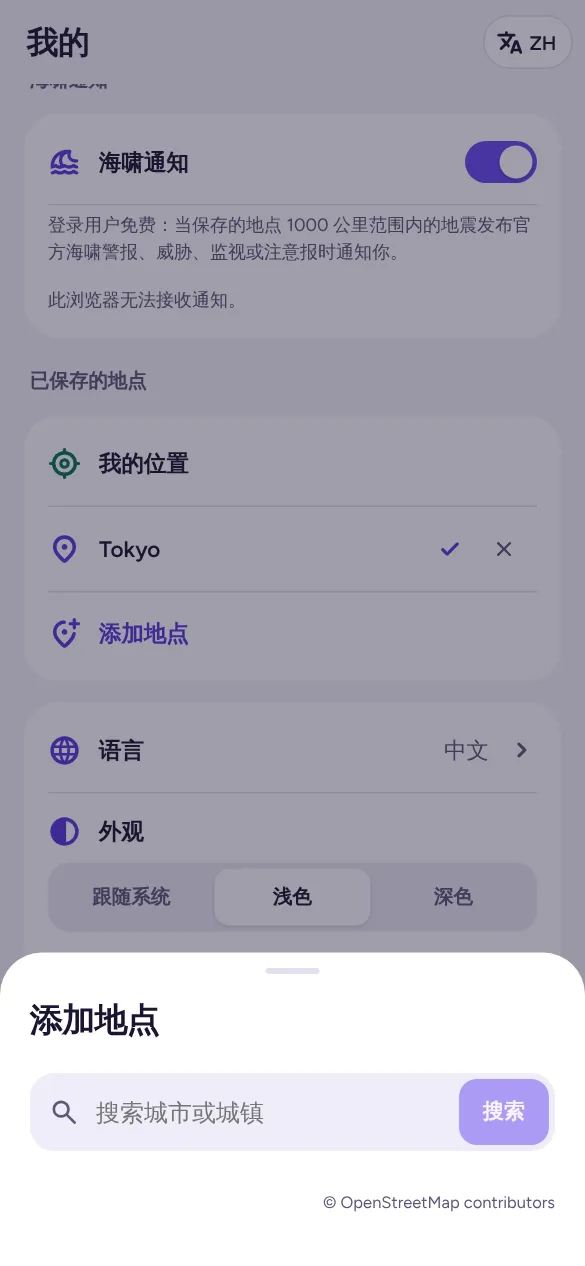 我的
ZH
海啸通知
海啸通知
登录用户免费：当保存的地点 1000 公里范围内的地震发布官
方海啸警报、威胁、监视或注意报时通知你。
此浏览器无法接收通知。
已保存的地点
我的位置
Tokyo
添加地点
语言
中文
外观
跟随系统
浅色
深色
添加地点
搜索城市或城镇
搜索
© OpenStreetMap contributors